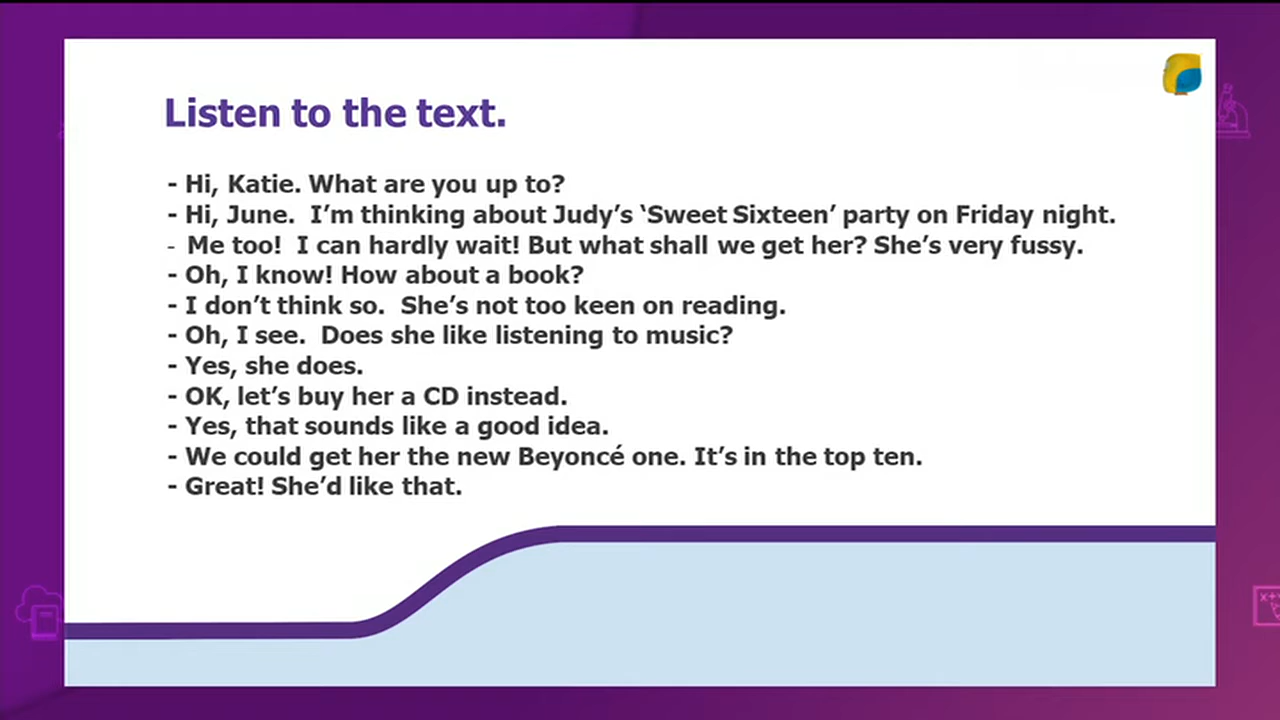 Listen to the text.
- Hi, Katie. What are you up to?
- Hi, June.  I’m thinking about Judy’s ‘Sweet Sixteen’ party on Friday night.
-  Me too!  I can hardly wait! But what shall we get her? She’s very fussy.
- Oh, I know! How about a book?
- I don’t think so.  She’s not too keen on reading.
- Oh, I see.  Does she like listening to music?
- Yes, she does.
- OK, let’s buy her a CD instead.
- Yes, that sounds like a good idea.
- We could get her the new Beyoncé one. It’s in the top ten.
- Great! She’d like that.